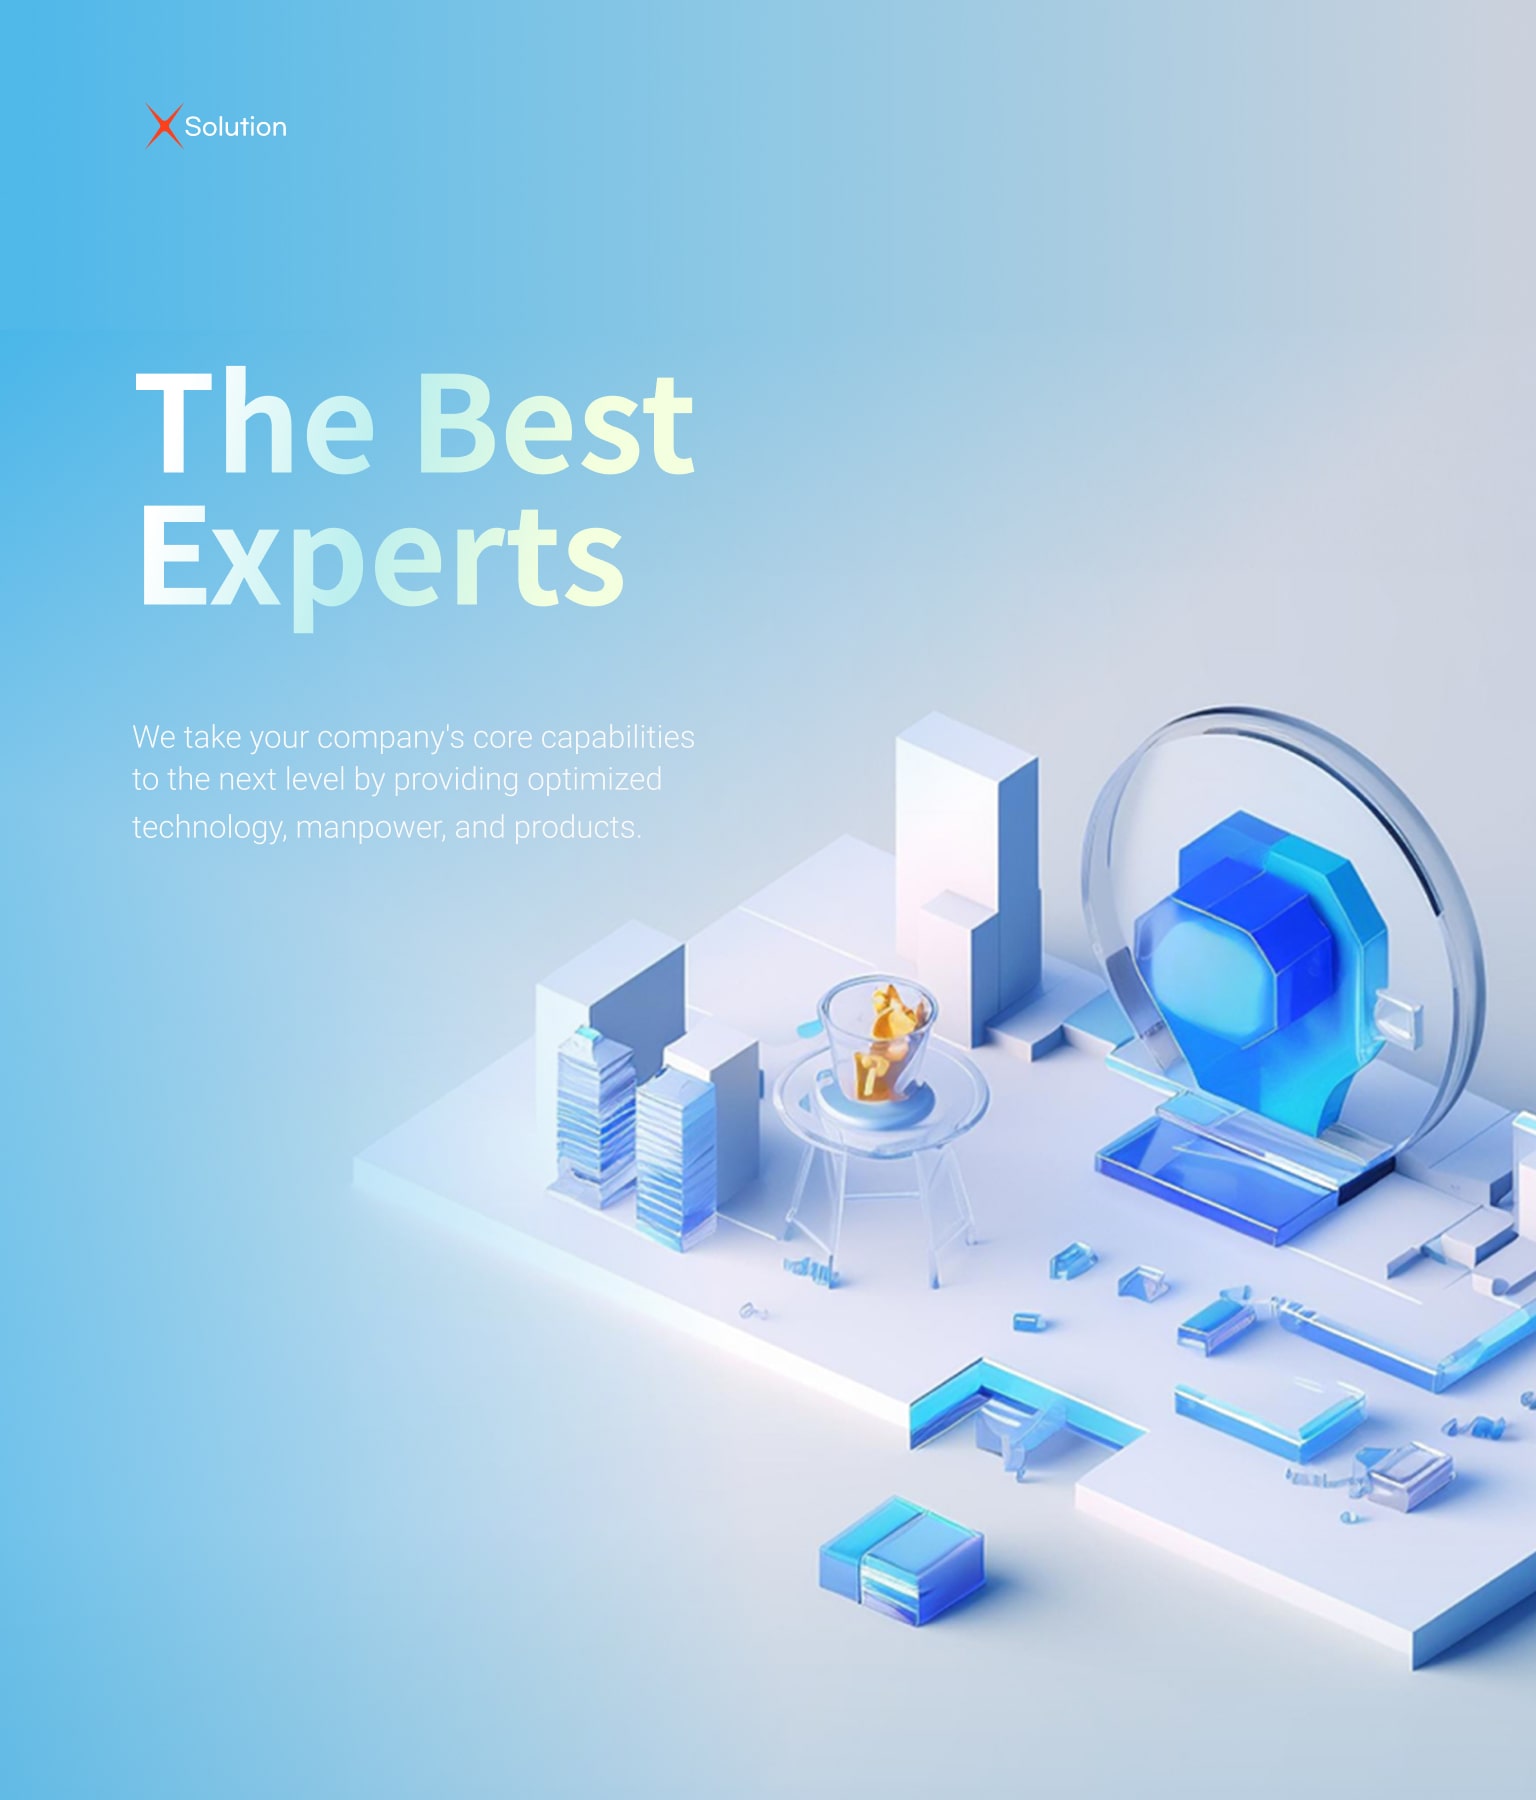 X Solution
The Best
Experts
We take your company's core capabilities
to the next level by providing optimized
technology, manpower, and products.